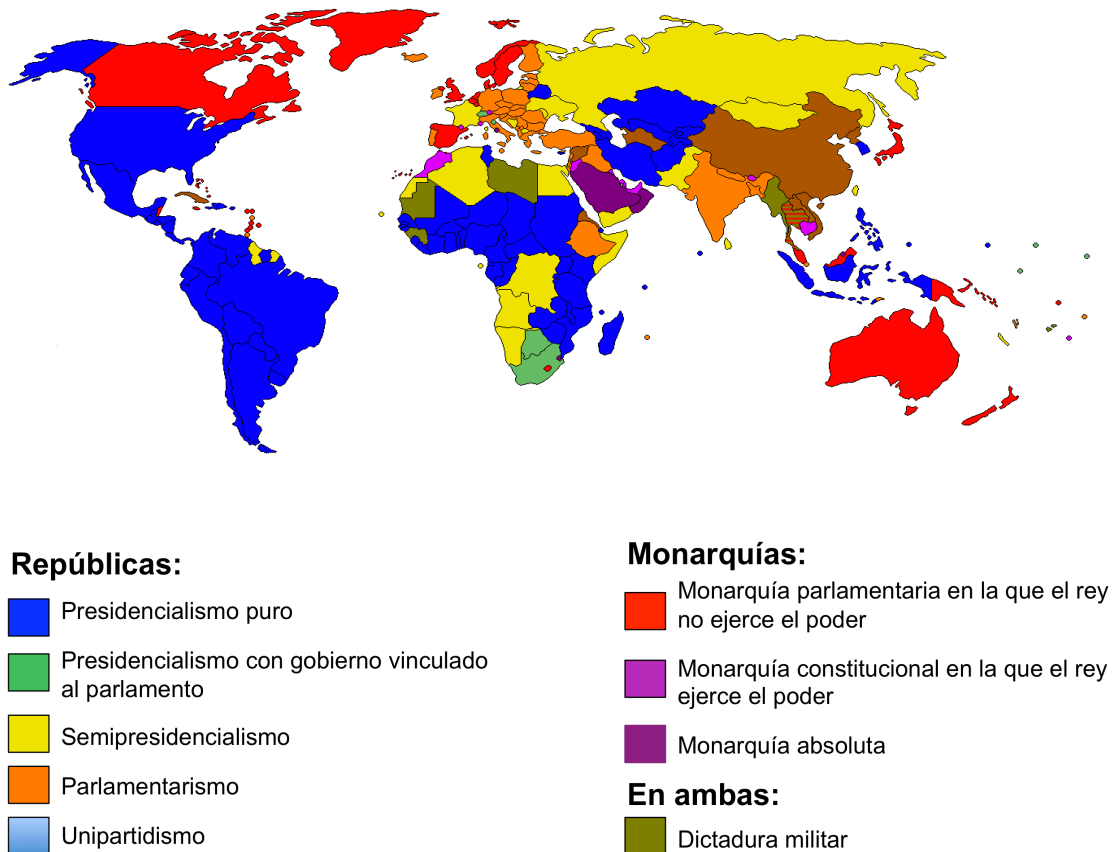 Repúblicas:
Presidencialismo puro
Presidencialismo con gobierno vinculado
al parlamento
Semipresidencialismo
Parlamentarismo
Unipartidismo
Monarquías:
Monarquía parlamentaria en la que el rey
no ejerce el poder
Monarquía constitucional en la que el rey
ejerce el poder
Monarquía absoluta
En ambas:
Dictadura militar